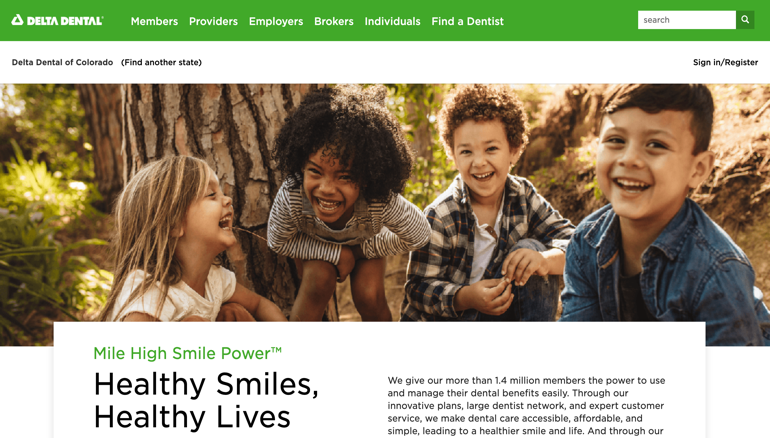 DELTA DENTAL®
Members Providers Employers Brokers Individuals Find a Dentist
search
Delta Dental of Colorado (Find another state)
Sign in/Register
Mile High Smile Power™
Healthy Smiles,
Healthy Lives
We give our more than 1.4 million members the power to use
and manage their dental benefits easily. Through our
innovative plans, large dentist network, and expert customer
service, we make dental care accessible, affordable, and
simple, leading to a healthier smile and life. And through our